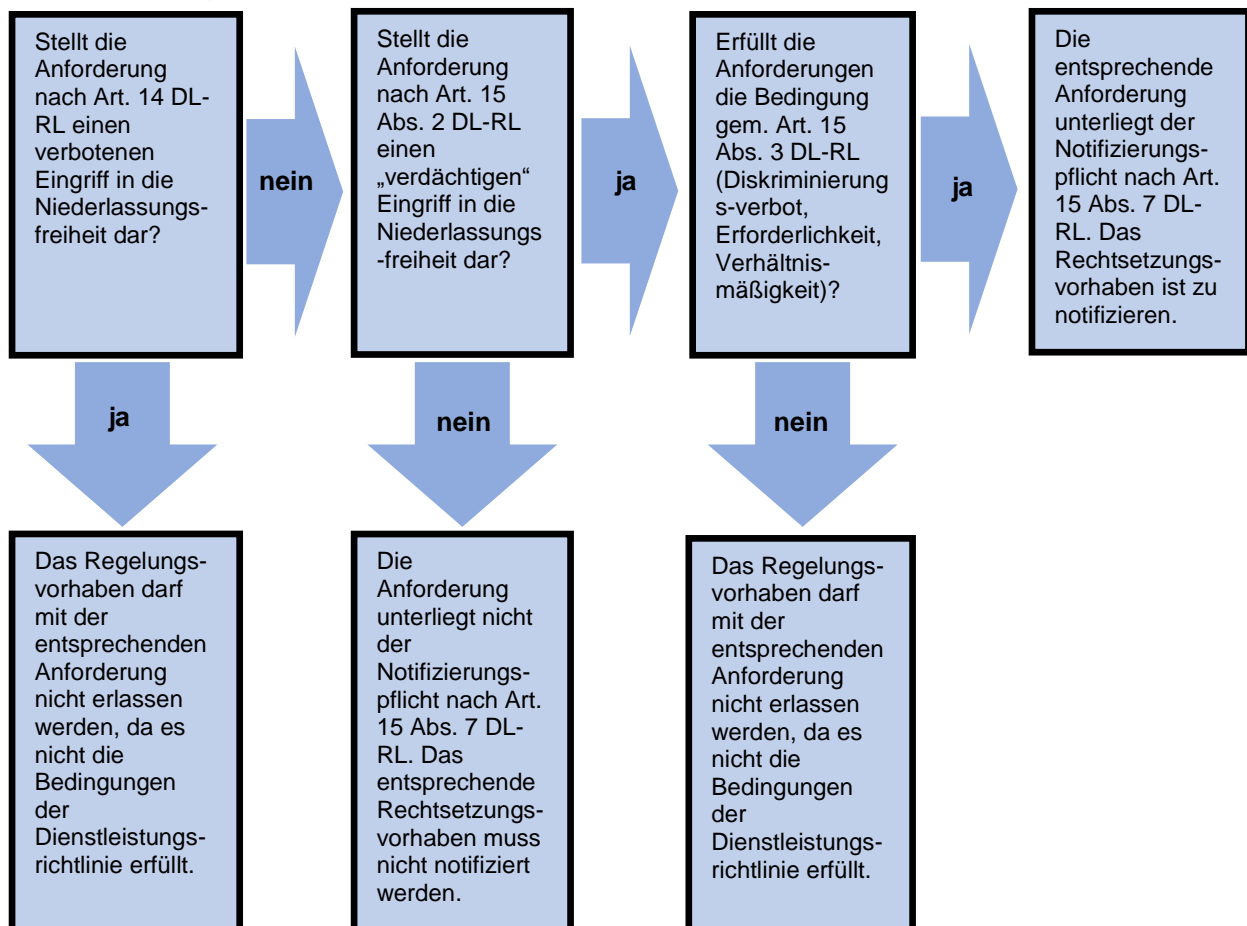 Stellt die
Anforderung
nach Art. 14 DL-
RL einen
verbotenen
Eingriff in die
Niederlassungs-
freiheit dar?
nein
Stellt die
Anforderung
nach Art. 15
Abs. 2 DL-RL
einen
„verdächtigen“
Eingriff in die
Niederlassungs
-freiheit dar?
ja
Erfüllt die
Anforderungen
die Bedingung
gem. Art. 15
Abs. 3 DL-RL
(Diskriminierung
s-verbot,
Erforderlichkeit,
Verhältnis-
mäßigkeit)?
ja
Die
entsprechende
Anforderung
unterliegt der
Notifizierungs-
pflicht nach Art.
15 Abs. 7 DL-
RL. Das
Rechtsetzungs-
vorhaben ist zu
notifizieren.
ja
nein
nein
Das Regelungs-
vorhaben darf
mit der
entsprechenden
Anforderung
nicht erlassen
werden, da es
nicht die
Bedingungen
der
Dienstleistungs-
richtlinie erfüllt.
Die
Anforderung
unterliegt nicht
der
Notifizierungs-
pflicht nach Art.
15 Abs. 7 DL-
RL. Das
entsprechende
Rechtsetzungs-
vorhaben muss
nicht notifiziert
werden.
Das Regelungs-
vorhaben darf
mit der
entsprechenden
Anforderung
nicht erlassen
werden, da es
nicht die
Bedingungen
der
Dienstleistungs-
richtlinie erfüllt.